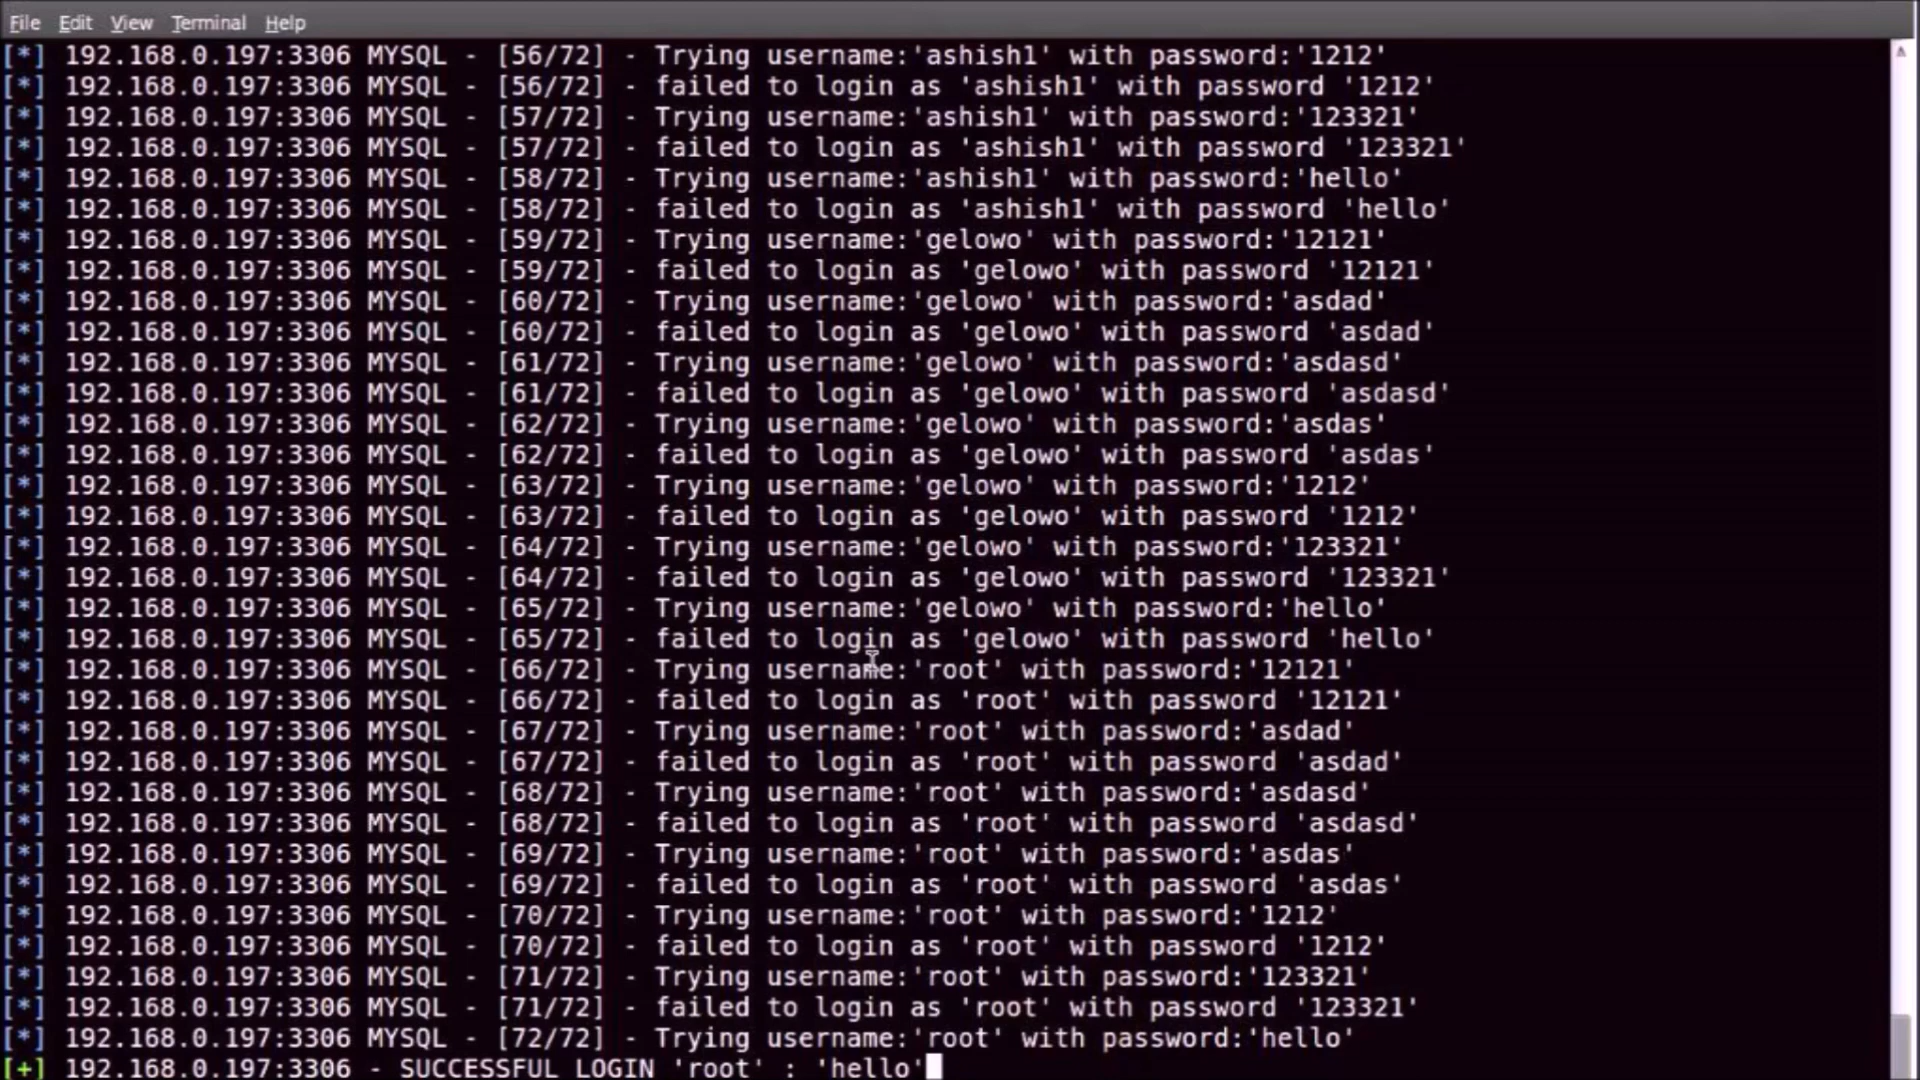 File Edit View Terminal Help
[*] 192.168.0.197:3306 MYSQL - [56/72] - Trying username:'ashish1' with password:'1212'
[*] 192.168.0.197:3306 MYSQL - [56/72] - failed to login as 'ashish1' with password '1212'
[*] 192.168.0.197:3306 MYSQL - [57/72] - Trying username:'ashish1' with password:'123321'
[*] 192.168.0.197:3306 MYSQL - [57/72] - failed to login as 'ashish1' with password '123321'
[*] 192.168.0.197:3306 MYSQL - [58/72] - Trying username:'ashish1' with password:'hello'
[*] 192.168.0.197:3306 MYSQL - [58/72] - failed to login as 'ashish1' with password 'hello'
[*] 192.168.0.197:3306 MYSQL - [59/72] - Trying username:'gelowo' with password:'12121'
[*] 192.168.0.197:3306 MYSQL - [59/72] - failed to login as 'gelowo' with password '12121'
[*] 192.168.0.197:3306 MYSQL - [60/72] - Trying username:'gelowo' with password:'asdad'
[*] 192.168.0.197:3306 MYSQL - [60/72] - failed to login as 'gelowo' with password 'asdad'
[*] 192.168.0.197:3306 MYSQL - [61/72] - Trying username:'gelowo' with password:'asdasd'
[*] 192.168.0.197:3306 MYSQL - [61/72] - failed to login as 'gelowo' with password 'asdasd'
[*] 192.168.0.197:3306 MYSQL - [62/72] - Trying username:'gelowo' with password:'asdas'
[*] 192.168.0.197:3306 MYSQL - [62/72] - failed to login as 'gelowo' with password 'asdas'
[*] 192.168.0.197:3306 MYSQL - [63/72] - Trying username:'gelowo' with password:'1212'
[*] 192.168.0.197:3306 MYSQL - [63/72] - failed to login as 'gelowo' with password '1212'
[*] 192.168.0.197:3306 MYSQL - [64/72] - Trying username:'gelowo' with password:'123321'
[*] 192.168.0.197:3306 MYSQL - [64/72] - failed to login as 'gelowo' with password '123321'
[*] 192.168.0.197:3306 MYSQL - [65/72] - Trying username:'gelowo' with password:'hello'
[*] 192.168.0.197:3306 MYSQL - [65/72] - failed to login as 'gelowo' with password 'hello'
[*] 192.168.0.197:3306 MYSQL - [66/72] - Trying username:'root' with password:'12121'
[*] 192.168.0.197:3306 MYSQL - [66/72] - failed to login as 'root' with password '12121'
[*] 192.168.0.197:3306 MYSQL - [67/72] - Trying username:'root' with password:'asdad'
[*] 192.168.0.197:3306 MYSQL - [67/72] - failed to login as 'root' with password 'asdad'
[*] 192.168.0.197:3306 MYSQL - [68/72] - Trying username:'root' with password:'asdasd'
[*] 192.168.0.197:3306 MYSQL - [68/72] - failed to login as 'root' with password 'asdasd'
[*] 192.168.0.197:3306 MYSQL - [69/72] - Trying username:'root' with password:'asdas'
[*] 192.168.0.197:3306 MYSQL - [69/72] - failed to login as 'root' with password 'asdas'
[*] 192.168.0.197:3306 MYSQL - [70/72] - Trying username:'root' with password:'1212'
[*] 192.168.0.197:3306 MYSQL - [70/72] - failed to login as 'root' with password '1212'
[*] 192.168.0.197:3306 MYSQL - [71/72] - Trying username:'root' with password:'123321'
[*] 192.168.0.197:3306 MYSQL - [71/72] - failed to login as 'root' with password '123321'
[*] 192.168.0.197:3306 MYSQL - [72/72] - Trying username:'root' with password:'hello'
[+] 192.168.0.197:3306 - SUCCESSFUL LOGIN 'root' : 'hello'